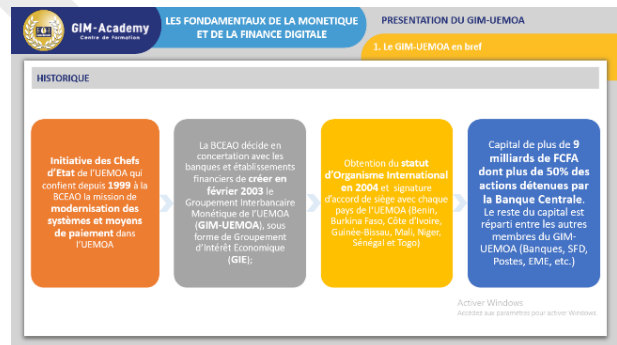 GIM-Academy
Centre de Formation
LES FONDAMENTAUX DE LA MONETIQUE
ET DE LA FINANCE DIGITALE
PRESENTATION DU GIM-UEMOA
1. Le GIM-UEMOA en bref
HISTORIQUE
Initiative des Chefs
d'Etat de l'UEMOA qui
confient depuis 1999 à la
BCEAO la mission de
modernisation des
systèmes et moyens
de paiement dans
l'UEMOA
La BCEAO décide en
concertation avec les
banques et établissements
financiers de créer en
février 2003 le
Groupement Interbancaire
Monétique de l'UEMOA
(GIM-UEMOA), sous
forme de Groupement
d'Intérêt Economique
(GIE);
Obtention du statut
d'Organisme International
en 2004 et signature
d'accord de siège avec chaque
pays de l'UEMOA (Benin,
Burkina Faso, Côte d'Ivoire,
Guinée-Bissau, Mali, Niger,
Sénégal et Togo)
Capital de plus de 9
milliards de FCFA
dont plus de 50% des
actions détenues par
la Banque Centrale.
Le reste du capital est
réparti entre les autres
membres du GIM-
UEMOA (Banques, SFD,
Postes, EME, etc.)
Activer Windows
Accédez aux paramètres pour activer Windows.